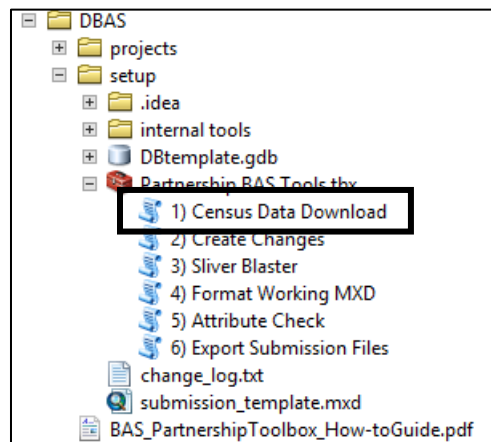 DBAS
projects
setup
.idea
internal tools
DBtemplate.gdb
Partnership BAS Tools.tbx
1) Census Data Download
2) Create Changes
3) Sliver Blaster
4) Format Working MXD
5) Attribute Check
6) Export Submission Files
change_log.txt
submission_template.mxd
BAS_PartnershipToolbox_How-toGuide.pdf